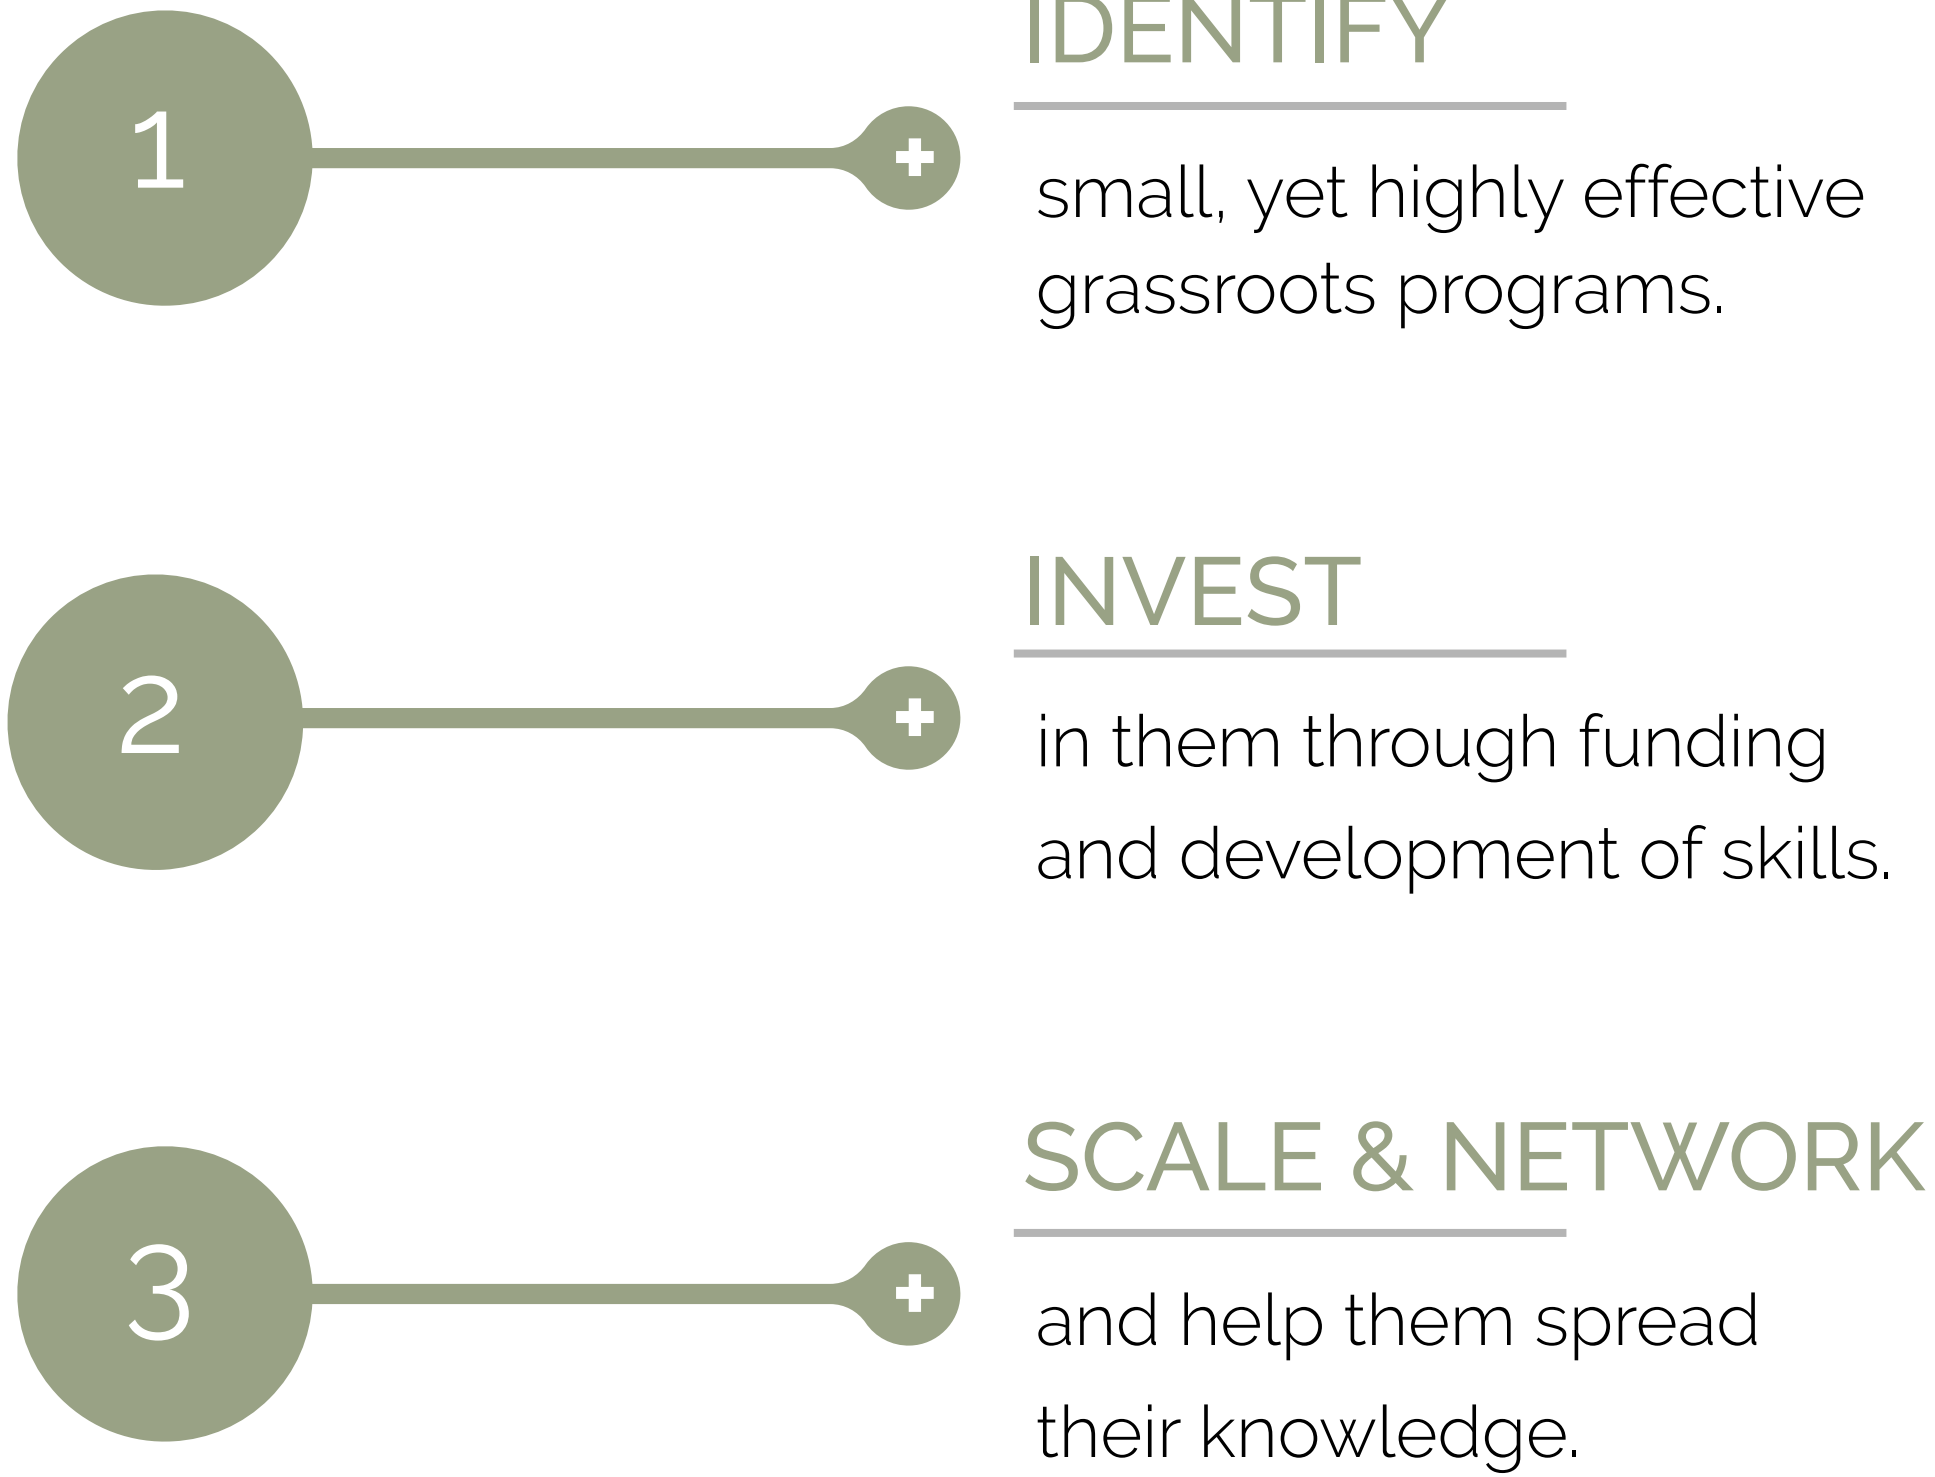 1
IDENTIFY
small, yet highly effective
grassroots programs.
2
INVEST
in them through funding
and development of skills.
3
SCALE & NETWORK
and help them spread
their knowledge.